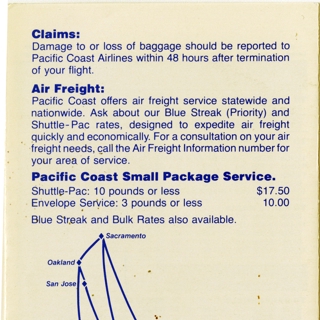 Claims:
Damage to or loss of baggage should be reported to
Pacific Coast Airlines within 48 hours after termination
of your flight.
Air Freight:
Pacific Coast offers air freight service statewide and
nationwide. Ask about our Blue Streak (Priority) and
Shuttle-Pac rates, designed to expedite air freight
quickly and economically. For a consultation on your air
freight needs, call the Air Freight Information number for
your area of service.
Pacific Coast Small Package Service.
Shuttle-Pac: 10 pounds or less $17.50
Envelope Service: 3 pounds or less 10.00
Blue Streak and Bulk Rates also available.
Sacramento
Oakland
San Jose